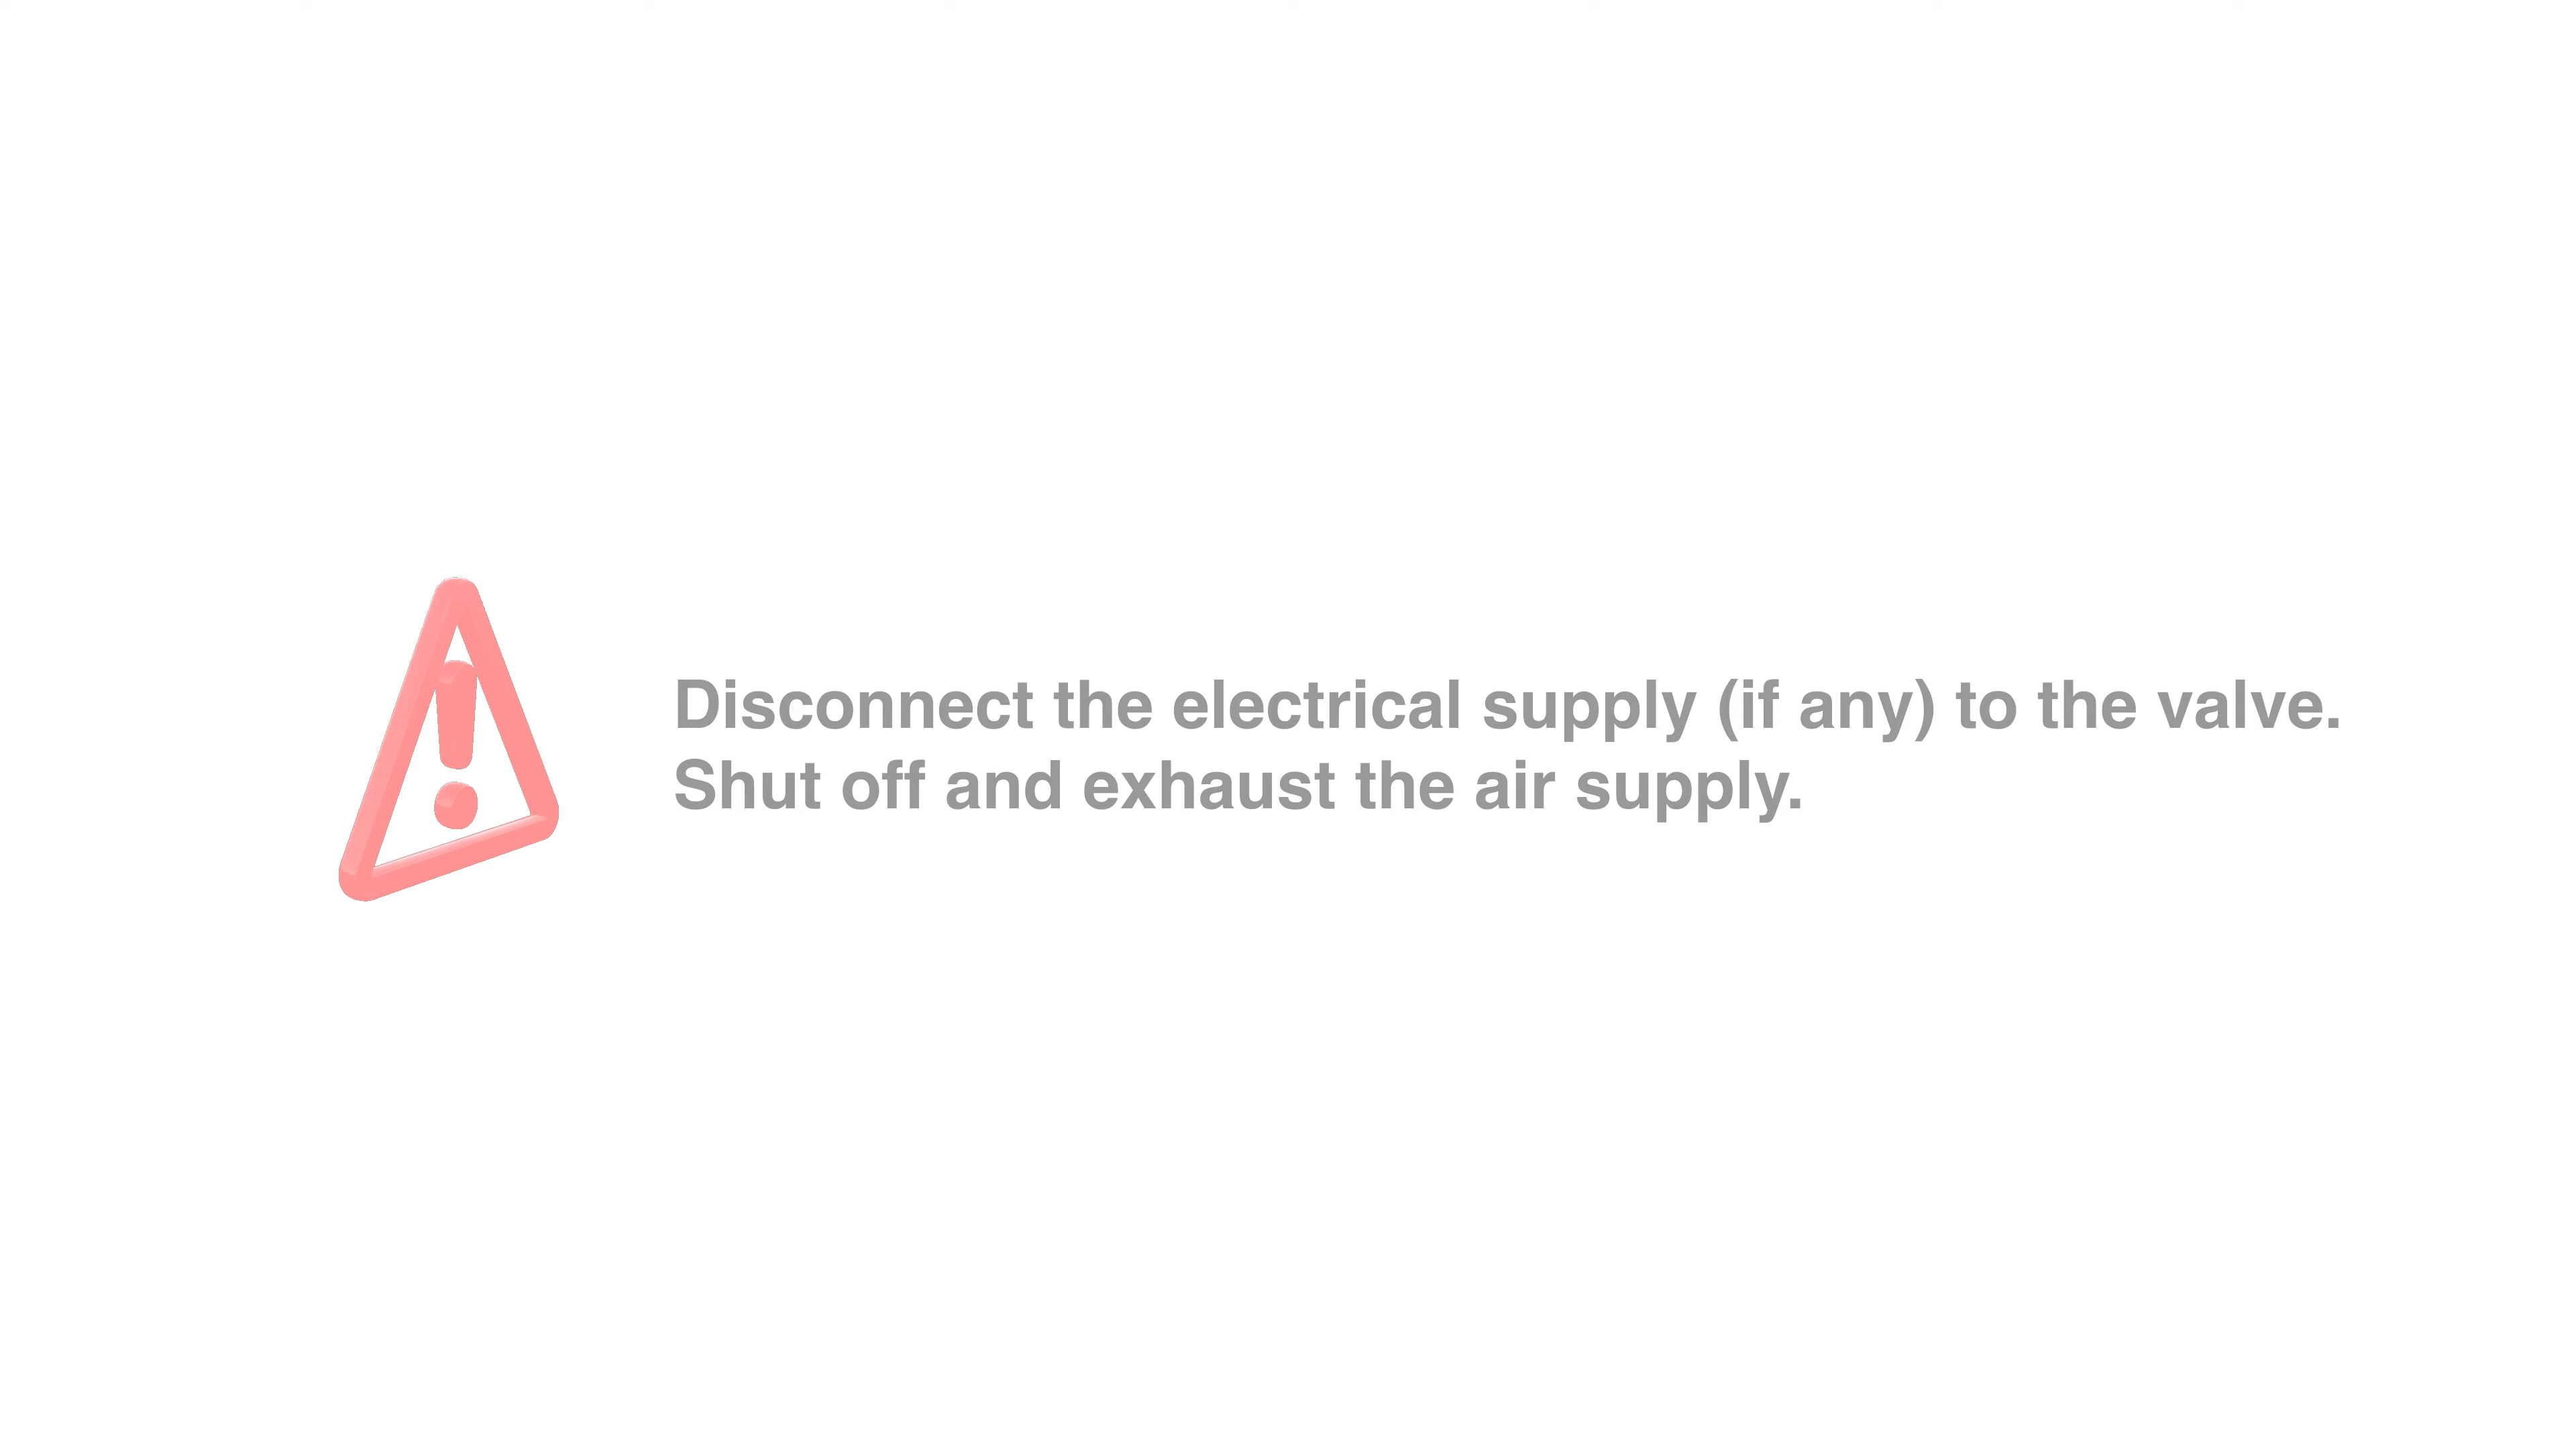 Disconnect the electrical supply (if any) to the valve.
Shut off and exhaust the air supply.